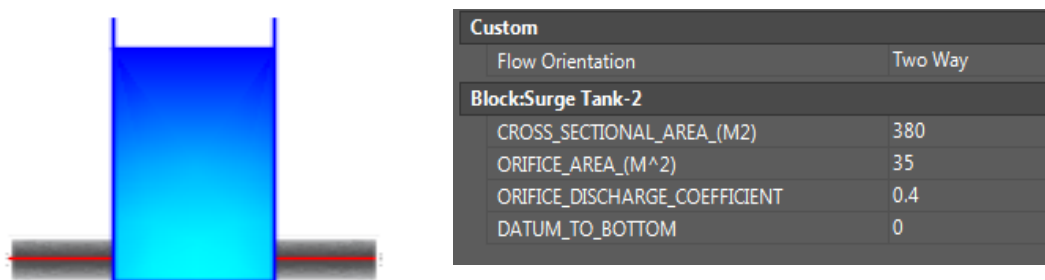 Custom
Flow Orientation Two Way
Block:Surge Tank-2
CROSS_SECTIONAL_AREA_(M2) 380
ORIFICE_AREA_(M^2) 35
ORIFICE_DISCHARGE_COEFFICIENT 0.4
DATUM_TO_BOTTOM 0